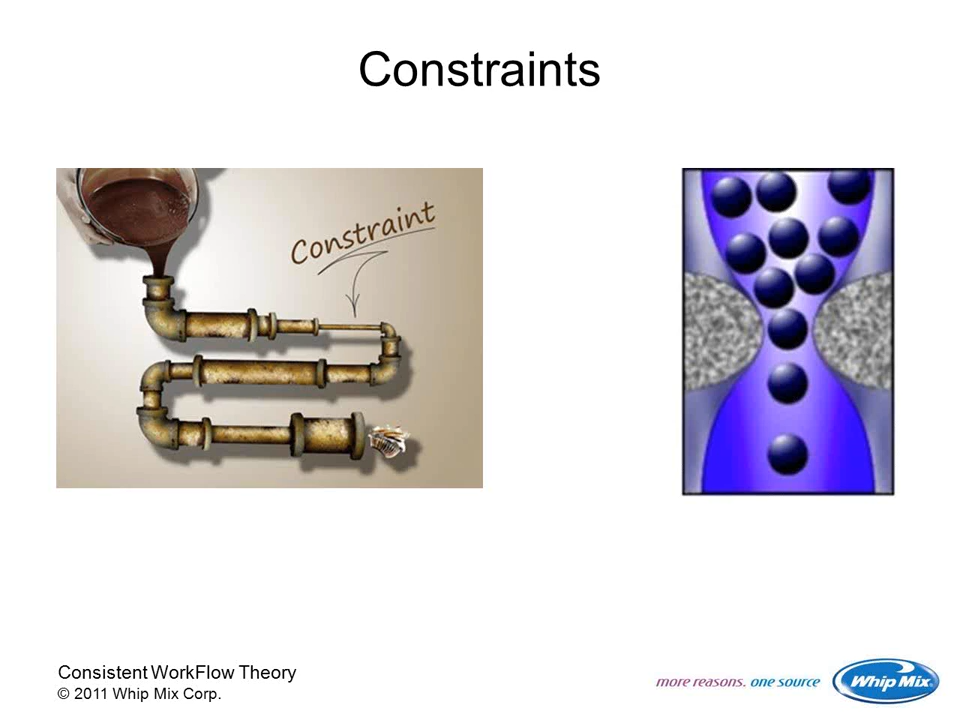 Constraints
Constraint
Consistent WorkFlow Theory
© 2011 Whip Mix Corp.
more reasons. one source
Whip Mix